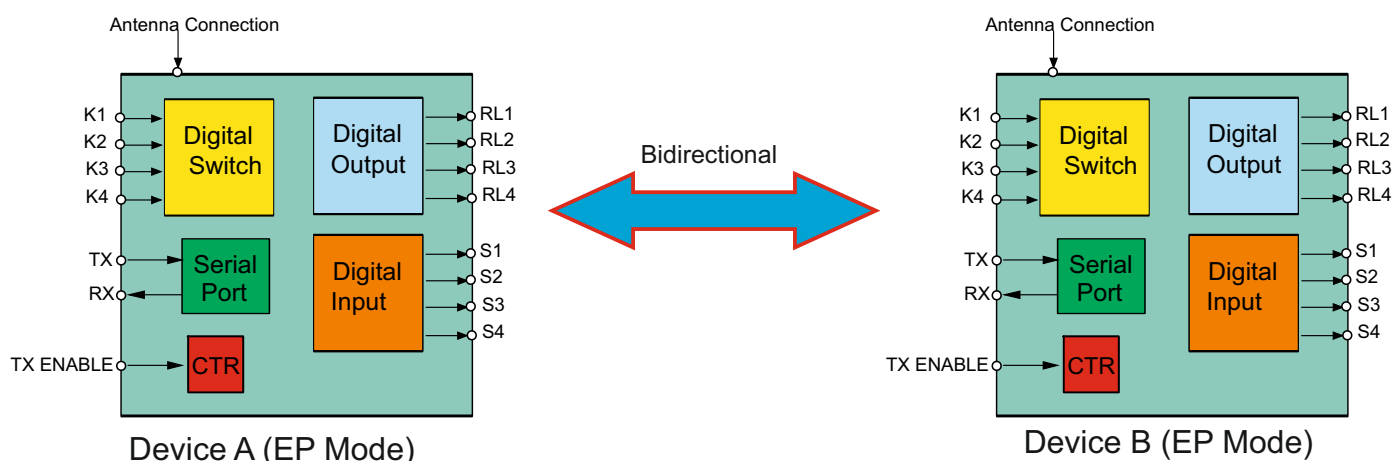 Antenna Connection
K1
K2
K3
K4
Digital
Switch
Digital
Output
RL1
RL2
RL3
RL4
TX
RX
Serial
Port
Digital
Input
S1
S2
S3
S4
TX ENABLE
CTR
Device A (EP Mode)
Bidirectional
Antenna Connection
K1
K2
K3
K4
Digital
Switch
Digital
Output
RL1
RL2
RL3
RL4
TX
RX
Serial
Port
Digital
Input
S1
S2
S3
S4
TX ENABLE
CTR
Device B (EP Mode)